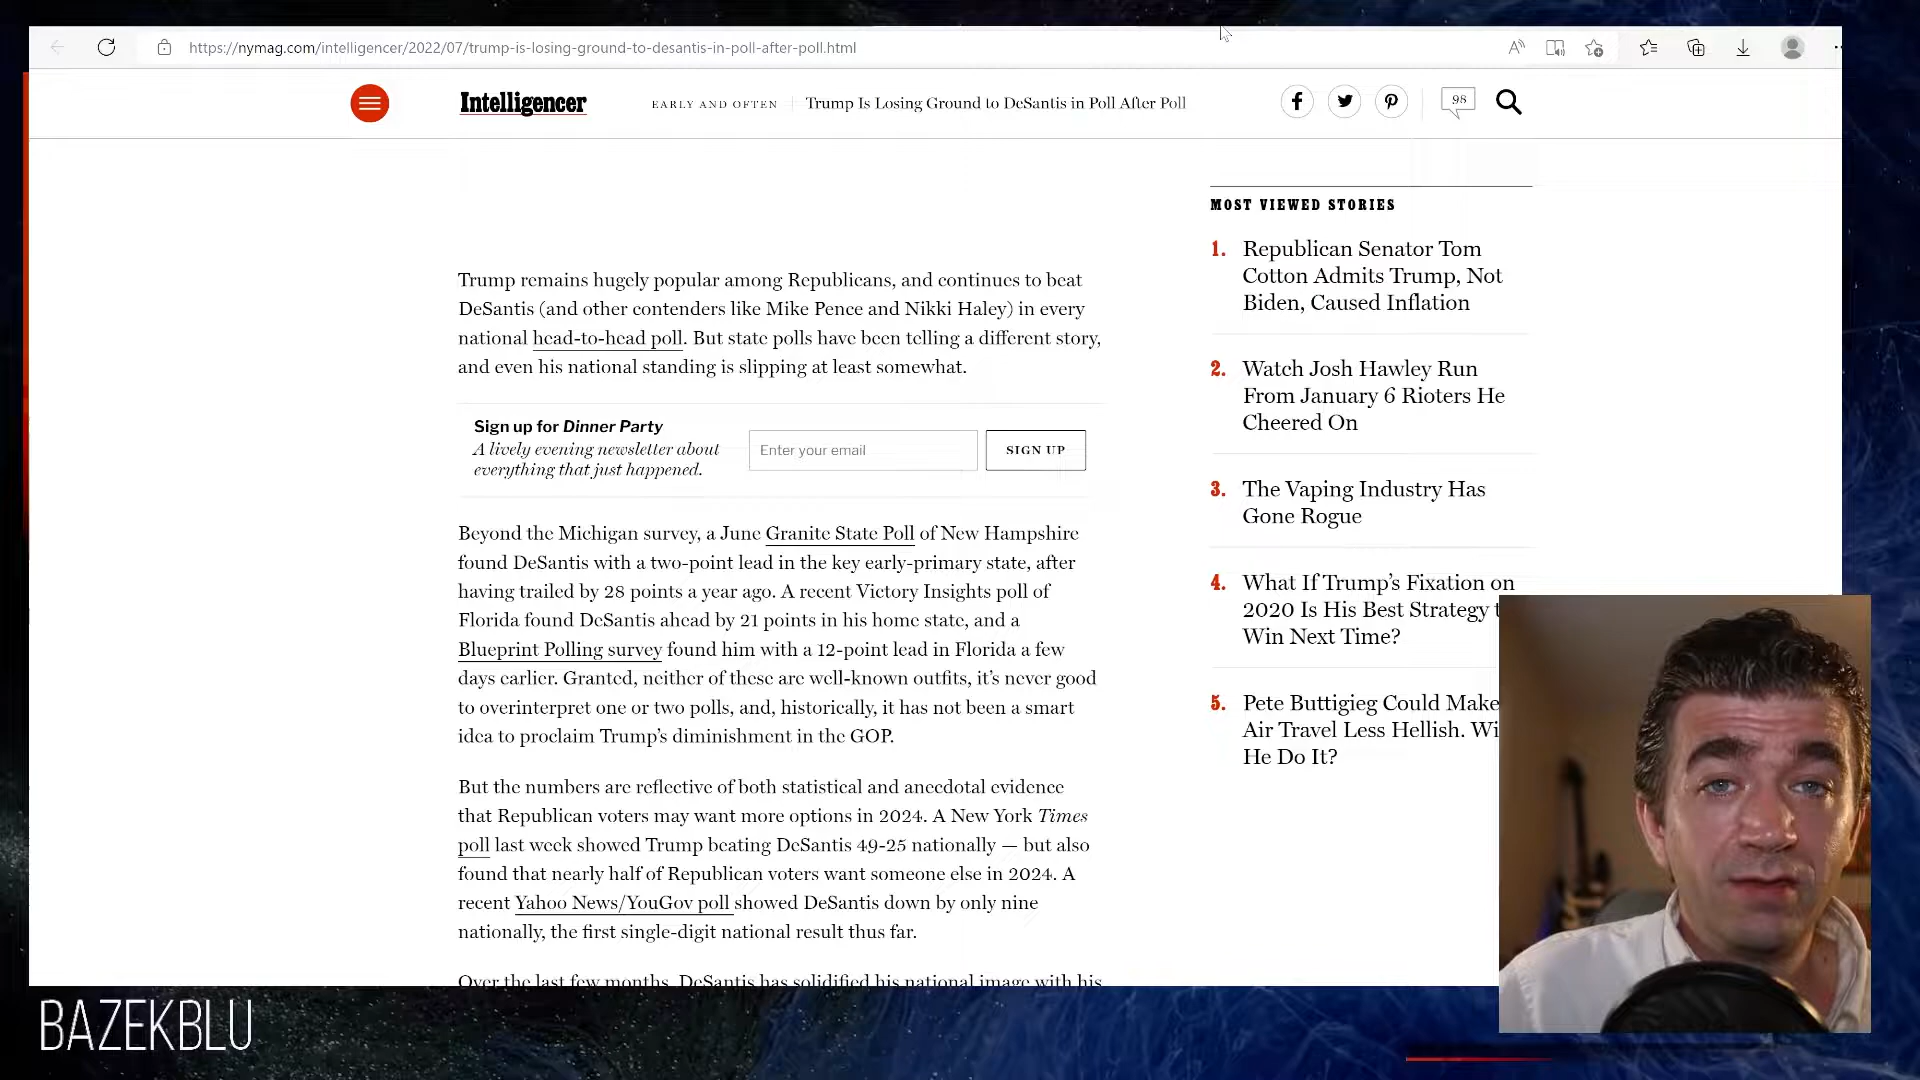 https://nymag.com/intelligencer/2022/07/trump-is-losing-ground-to-desantis-in-poll-after-poll.html
Intelligencer
EARLY AND OFTEN
Trump Is Losing Ground to DeSantis in Poll After Poll
98
Trump remains hugely popular among Republicans, and continues to beat
DeSantis (and other contenders like Mike Pence and Nikki Haley) in every
national head-to-head poll. But state polls have been telling a different story,
and even his national standing is slipping at least somewhat.
Sign up for Dinner Party
A lively evening newsletter about
everything that just happened.
Enter your email
SIGN UP
Beyond the Michigan survey, a June Granite State Poll of New Hampshire
found DeSantis with a two-point lead in the key early-primary state, after
having trailed by 28 points a year ago. A recent Victory Insights poll of
Florida found DeSantis ahead by 21 points in his home state, and a
Blueprint Polling survey found him with a 12-point lead in Florida a few
days earlier. Granted, neither of these are well-known outfits, it's never good
to overinterpret one or two polls, and, historically, it has not been a smart
idea to proclaim Trump's diminishment in the GOP.
But the numbers are reflective of both statistical and anecdotal evidence
that Republican voters may want more options in 2024. A New York Times
poll last week showed Trump beating DeSantis 49-25 nationally — but also
found that nearly half of Republican voters want someone else in 2024. A
recent Yahoo News/YouGov poll showed DeSantis down by only nine
nationally, the first single-digit national result thus far.
Over the last few months, DeSantis has solidified his national image with his
MOST VIEWED STORIES
1. Republican Senator Tom
Cotton Admits Trump, Not
Biden, Caused Inflation
2. Watch Josh Hawley Run
From January 6 Rioters He
Cheered On
3. The Vaping Industry Has
Gone Rogue
4. What If Trump's Fixation on
2020 Is His Best Strategy t
Win Next Time?
5. Pete Buttigieg Could Make
Air Travel Less Hellish. Wi
He Do It?
BAZEKBLU